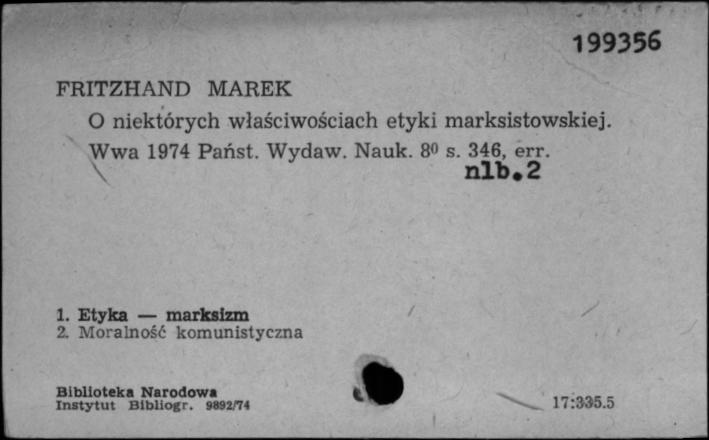 199356
FRITZHAND MAREK
O niektórych właściwościach etyki marksistowskiej.
Wwa 1974 Państ. Wydaw. Nauk. 8⁰ s. 346, err.
nlb.2
1. Etyka — marksizm
2. Moralność komunistyczna
Biblioteka Narodowa
Instytut Bibliogr. 9892/74
17:335.5